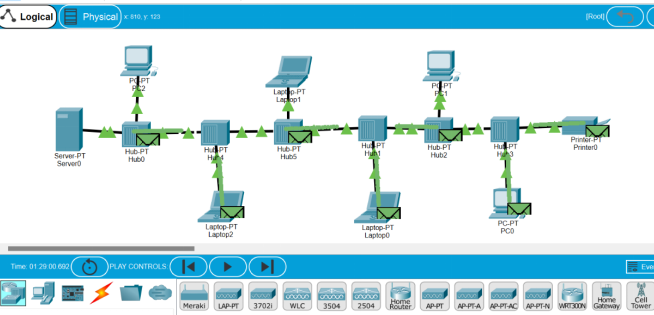 Logical
Physical
x: 810, y: 123
[Root]
PC-PT
PC2
Laptop-PT
Laptop1
PC-PT
PC1
Server-PT
Server0
Hub-PT
Hub0
Hub-PT
Hub4
Hub-PT
Hub5
Hub-PT
Hub1
Hub-PT
Hub2
Hub-PT
Hub3
Printer-PT
Printer0
Laptop-PT
Laptop2
Laptop-PT
Laptop0
PC-PT
PC0
Time: 01:29:00.692
PLAY CONTROLS:
Eve
Meraki
LAP-PT
3702i
WLC
3504
2504
Home
Router
AP-PT
AP-PT-A
AP-PT-AC
AP-PT-N
WRT300N
Home
Gateway
Cell
Tower